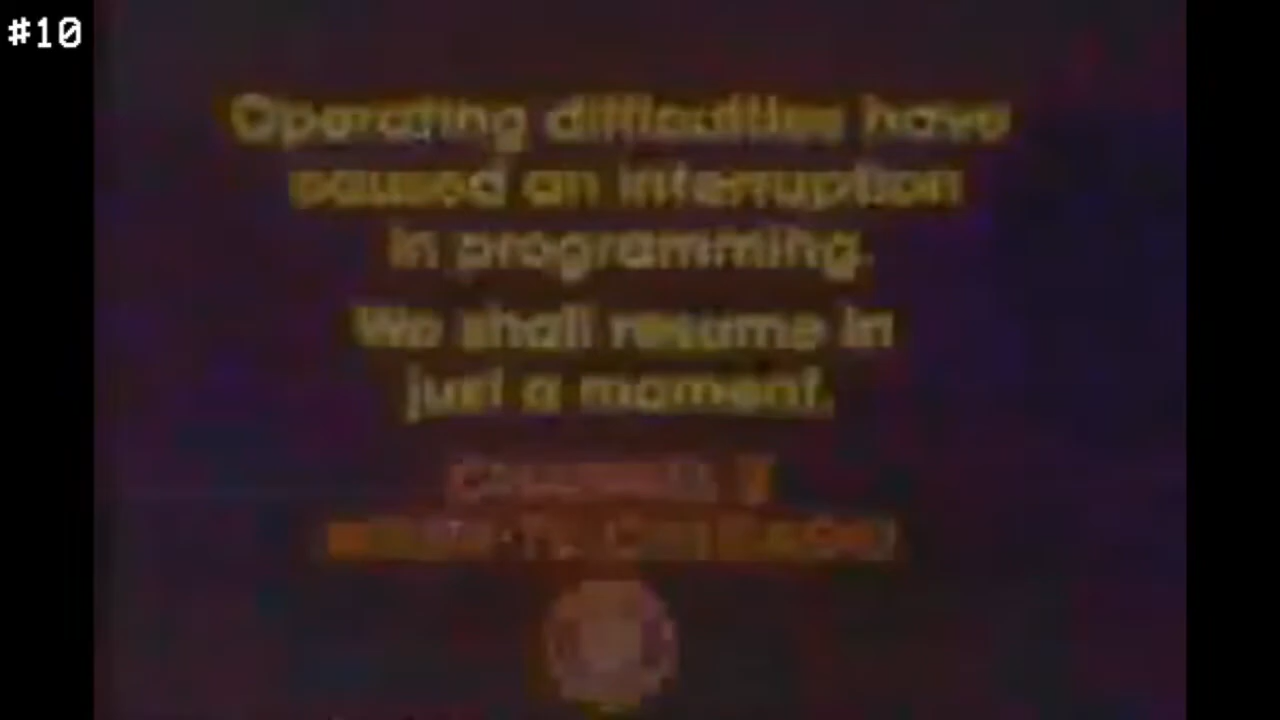 #10
Operating difficulties have
caused an interruption
in programming.
We shall resume in
just a moment.